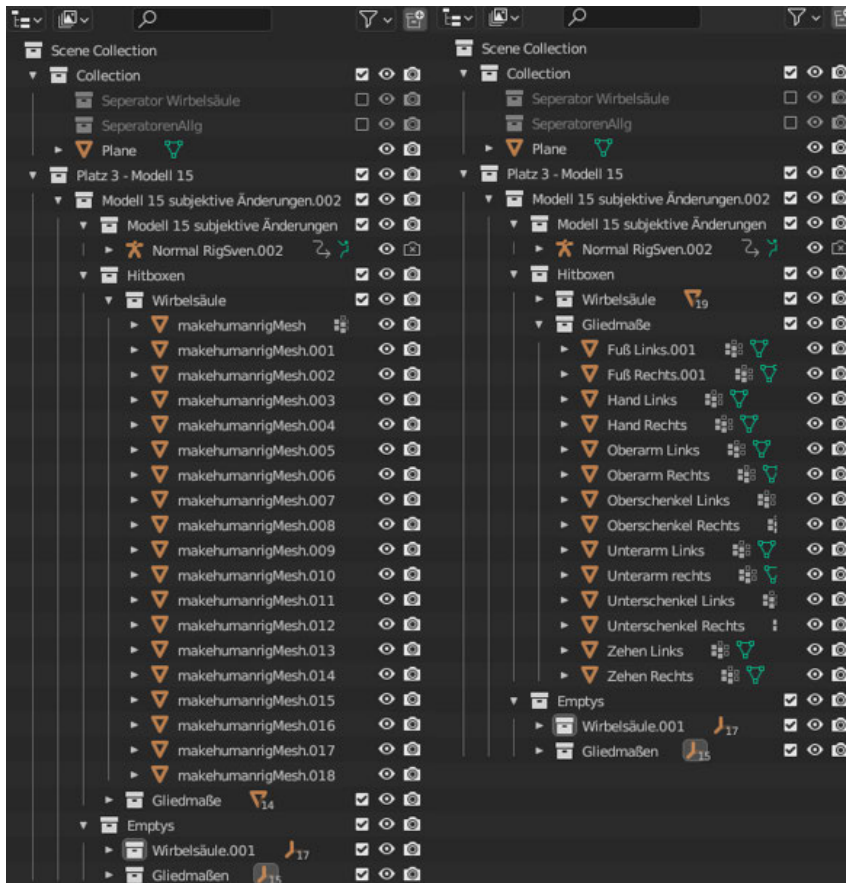 Scene Collection
Collection
Seperator Wirbelsäule
SeperatorenAllg
Plane
Platz 3 - Modell 15
Modell 15 subjektive Änderungen.002
Modell 15 subjektive Änderungen
Normal RigSven.002
Hitboxen
Wirbelsäule
makehumanrigMesh
makehumanrigMesh.001
makehumanrigMesh.002
makehumanrigMesh.003
makehumanrigMesh.004
makehumanrigMesh.005
makehumanrigMesh.006
makehumanrigMesh.007
makehumanrigMesh.008
makehumanrigMesh.009
makehumanrigMesh.010
makehumanrigMesh.011
makehumanrigMesh.012
makehumanrigMesh.013
makehumanrigMesh.014
makehumanrigMesh.015
makehumanrigMesh.016
makehumanrigMesh.017
makehumanrigMesh.018
Gliedmaße 14
Emptys
Wirbelsäule.001 17
Gliedmaßen 15
Scene Collection
Collection
Seperator Wirbelsäule
SeperatorenAllg
Plane
Platz 3 - Modell 15
Modell 15 subjektive Änderungen.002
Modell 15 subjektive Änderungen
Normal RigSven.002
Hitboxen
Wirbelsäule 19
Gliedmaße
Fuß Links.001
Fuß Rechts.001
Hand Links
Hand Rechts
Oberarm Links
Oberarm Rechts
Oberschenkel Links
Oberschenkel Rechts
Unterarm Links
Unterarm rechts
Unterschenkel Links
Unterschenkel Rechts
Zehen Links
Zehen Rechts
Emptys
Wirbelsäule.001 17
Gliedmaßen 15